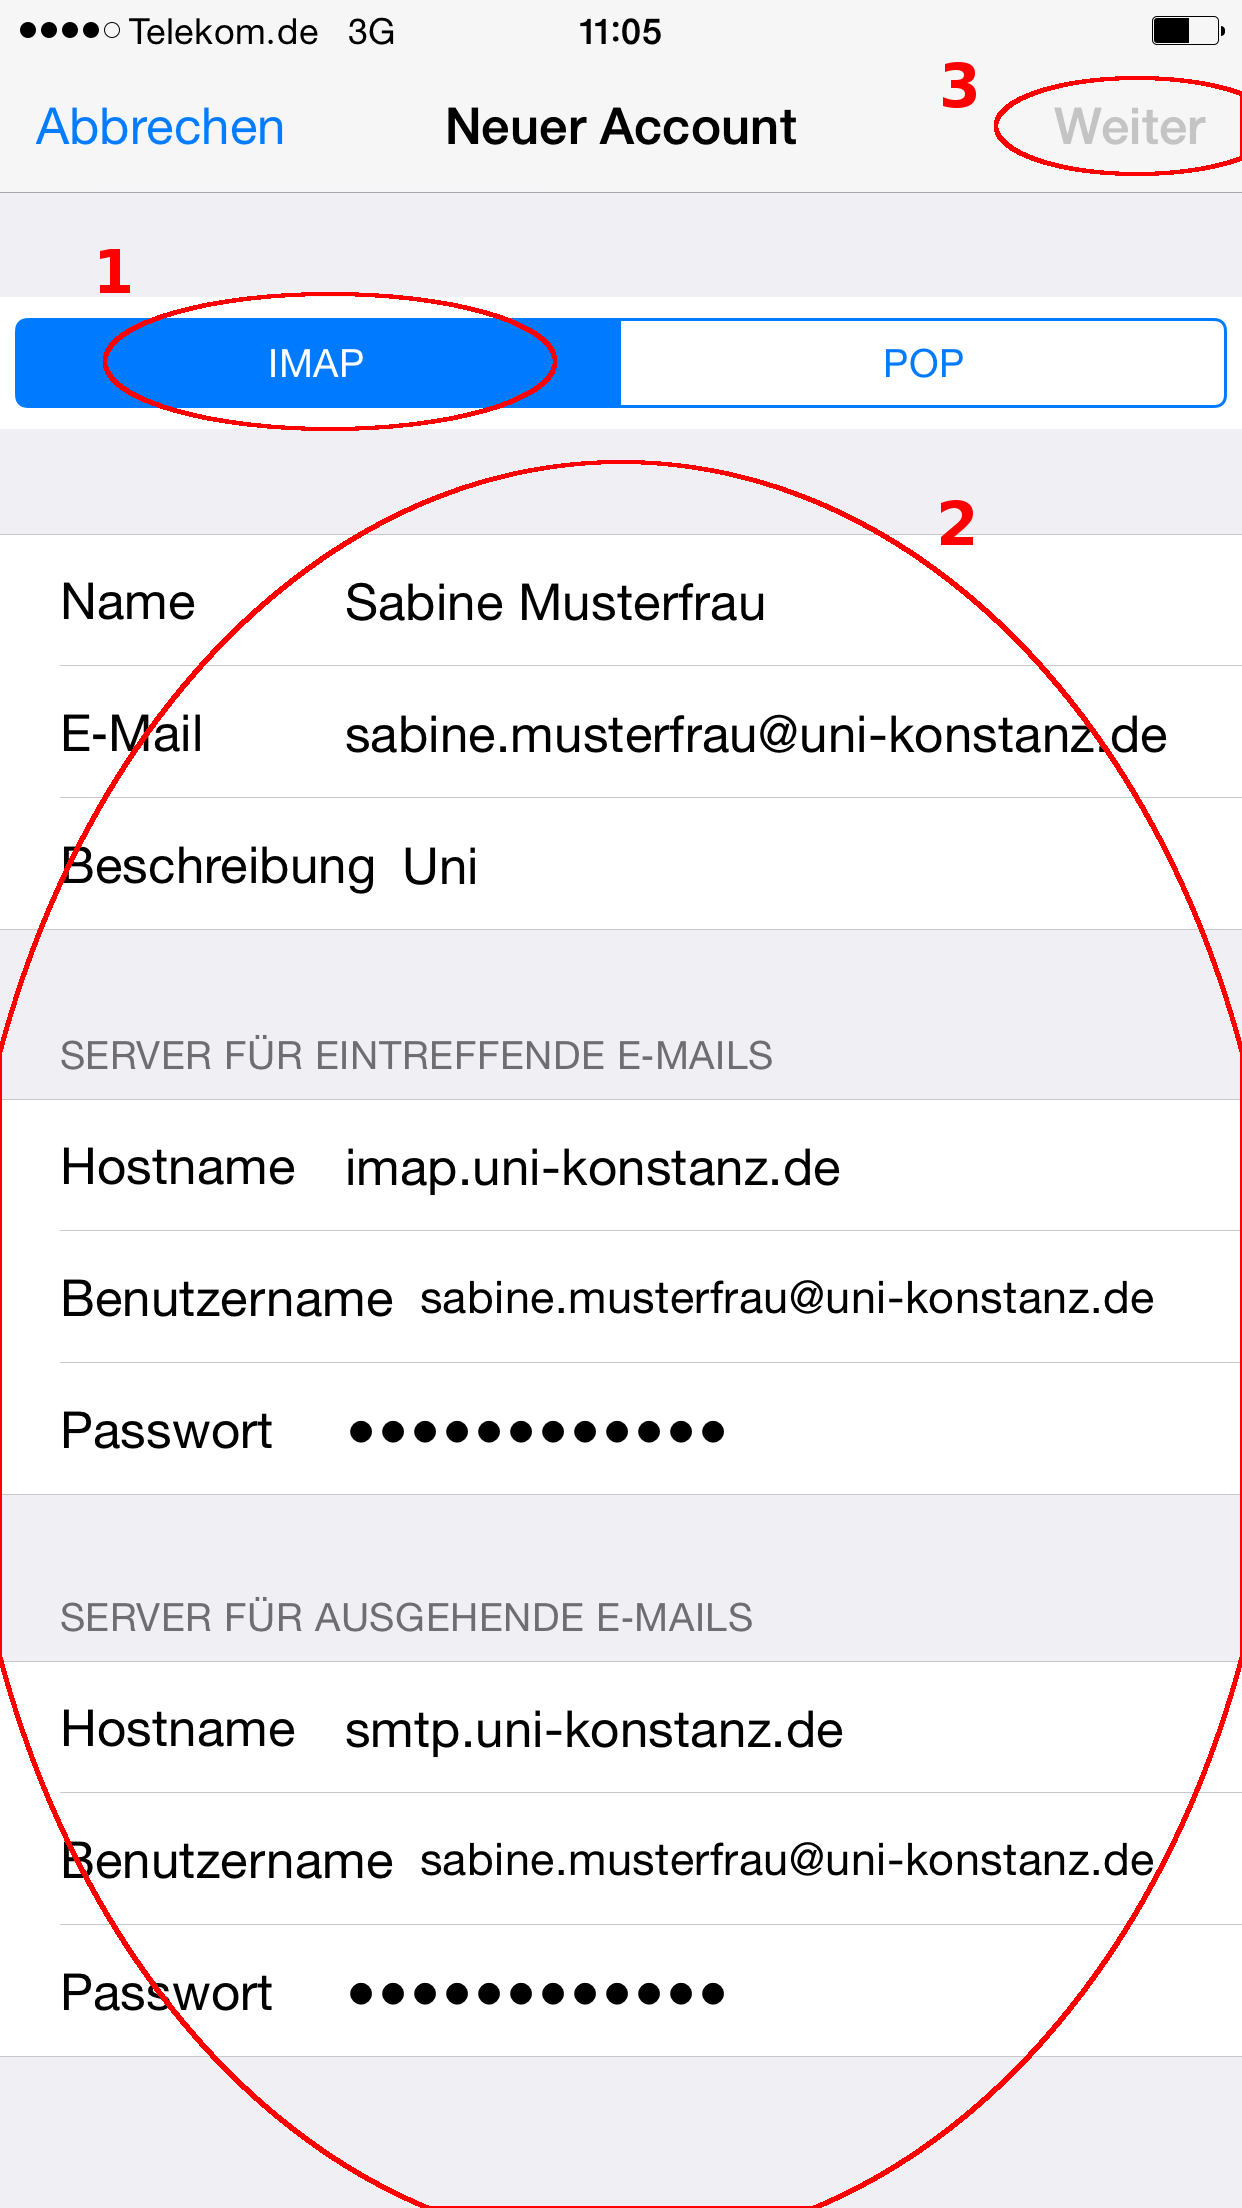 Telekom.de 3G 11:05
3
Abbrechen Neuer Account Weiter
1
IMAP POP
2
Name Sabine Musterfrau
E-Mail sabine.musterfrau@uni-konstanz.de
Beschreibung Uni
SERVER FÜR EINTREFFENDE E-MAILS
Hostname imap.uni-konstanz.de
Benutzername sabine.musterfrau@uni-konstanz.de
Passwort ●●●●●●●●●●●●
SERVER FÜR AUSGEHENDE E-MAILS
Hostname smtp.uni-konstanz.de
Benutzername sabine.musterfrau@uni-konstanz.de
Passwort ●●●●●●●●●●●●